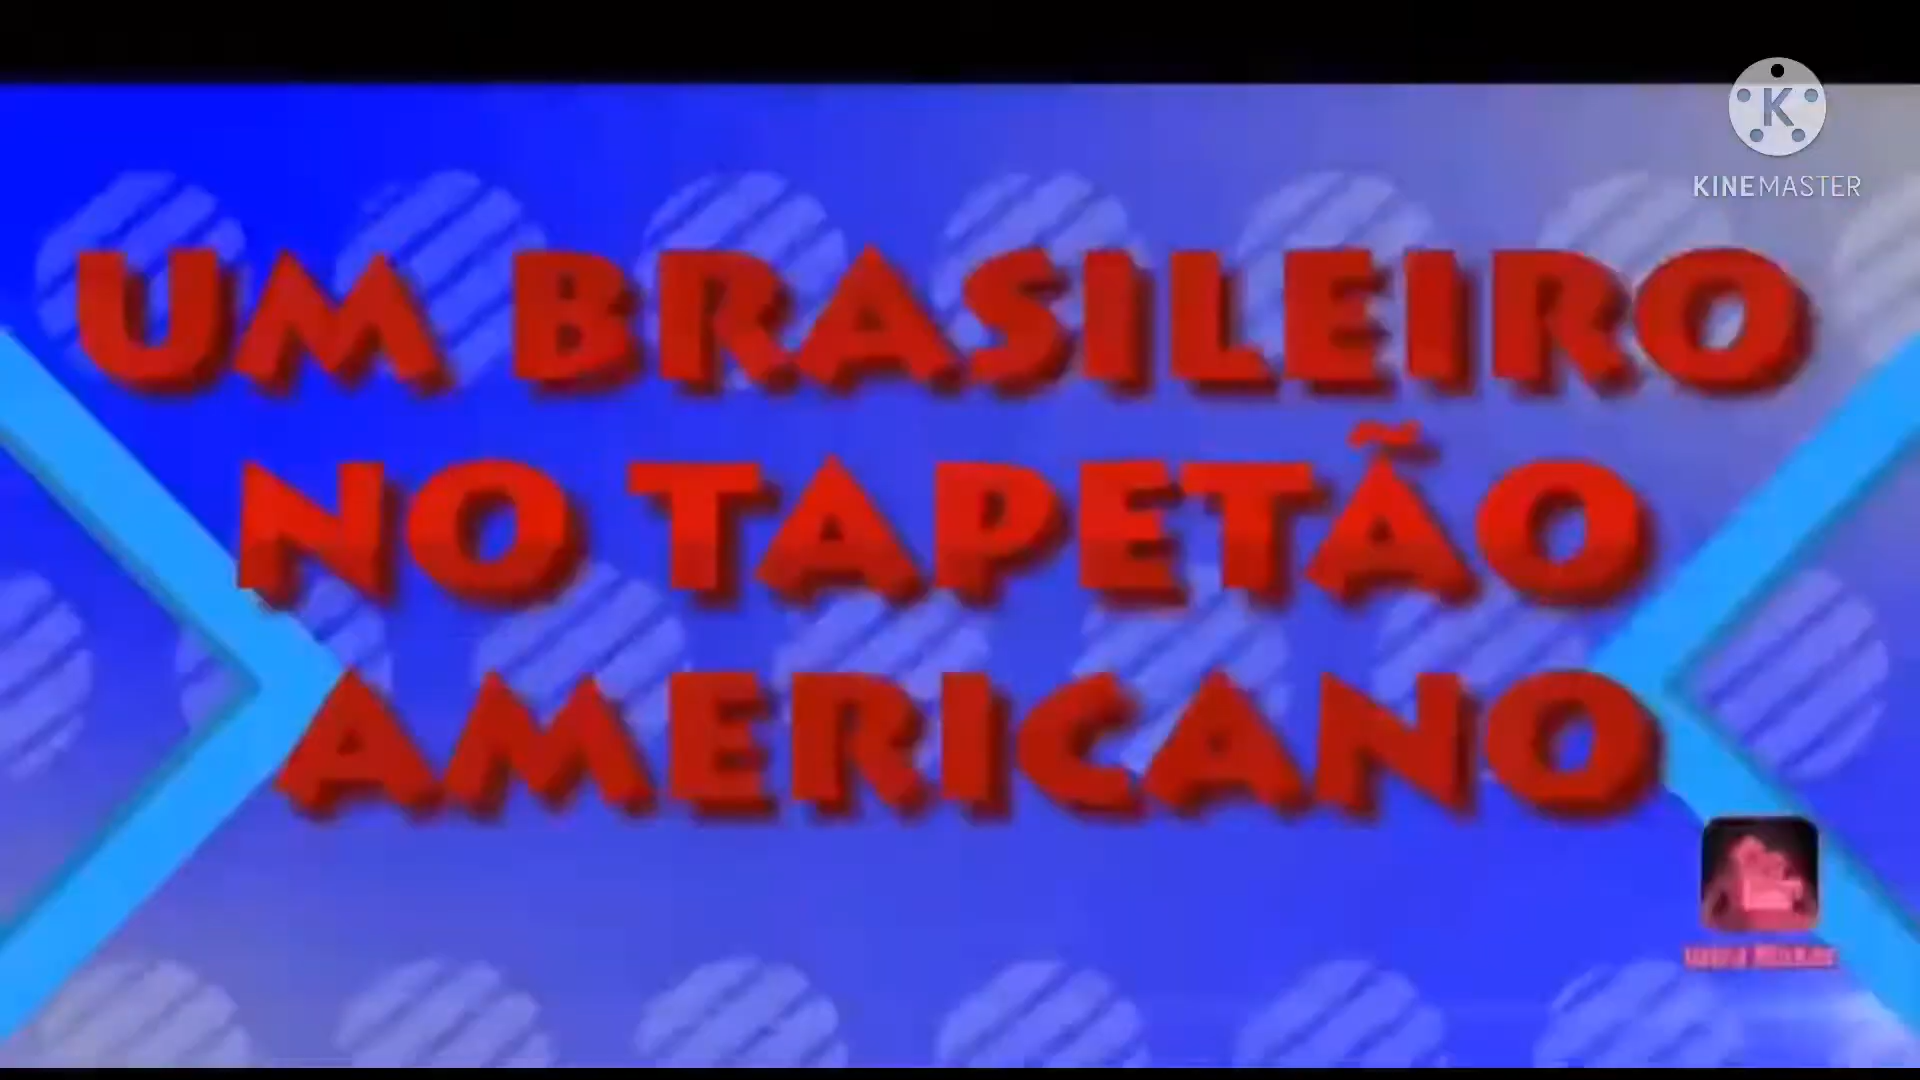 K
KINEMASTER
UM BRASILEIRO
NO TAPETÃO
AMERICANO